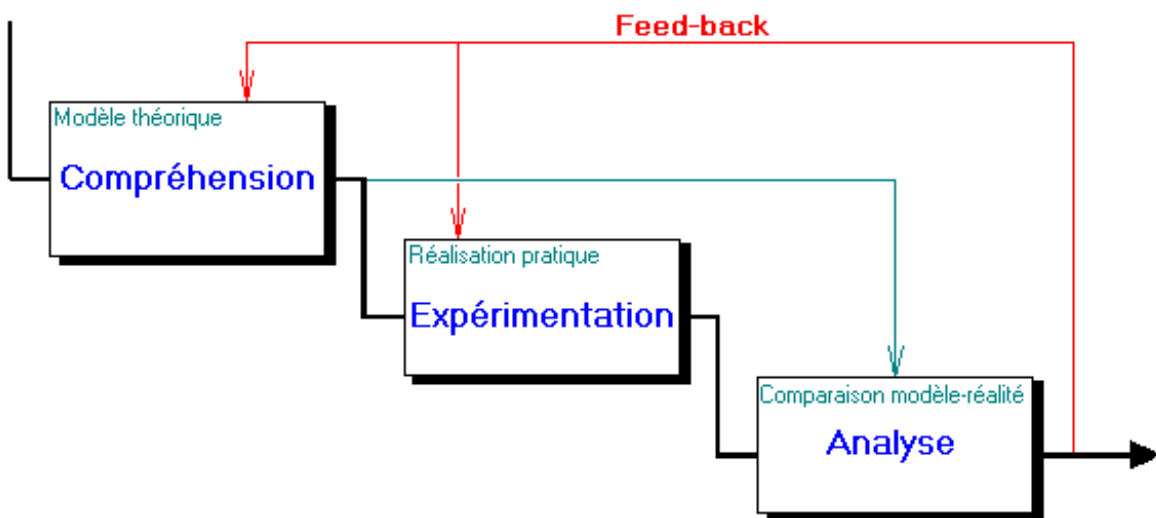 Feed-back
Modèle théorique
Compréhension
Réalisation pratique
Expérimentation
Comparaison modèle-réalité
Analyse